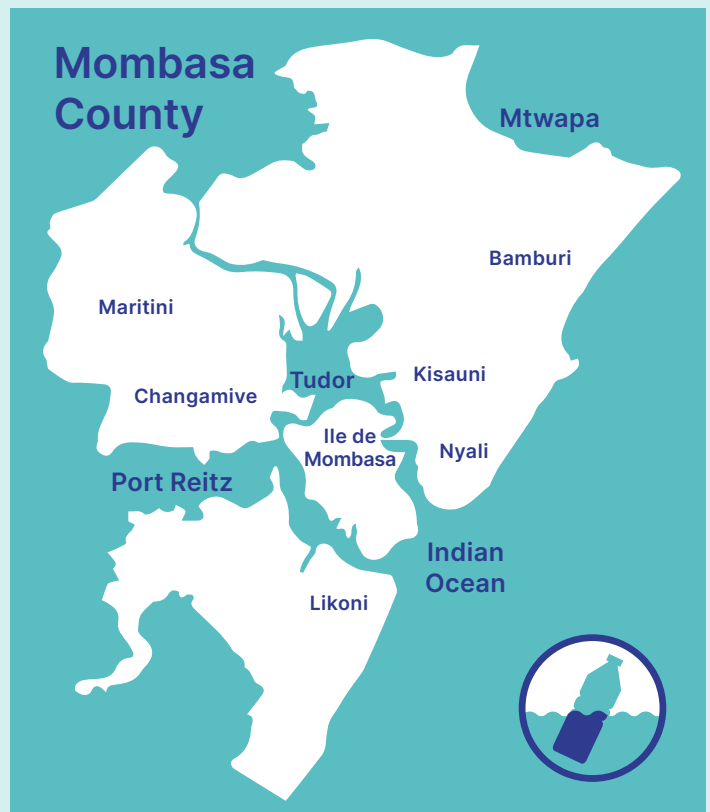 Mombasa
County
Mtwapa
Bamburi
Maritini
Kisauni
Tudor
Changamive
Ile de
Mombasa
Nyali
Port Reitz
Indian
Ocean
Likoni